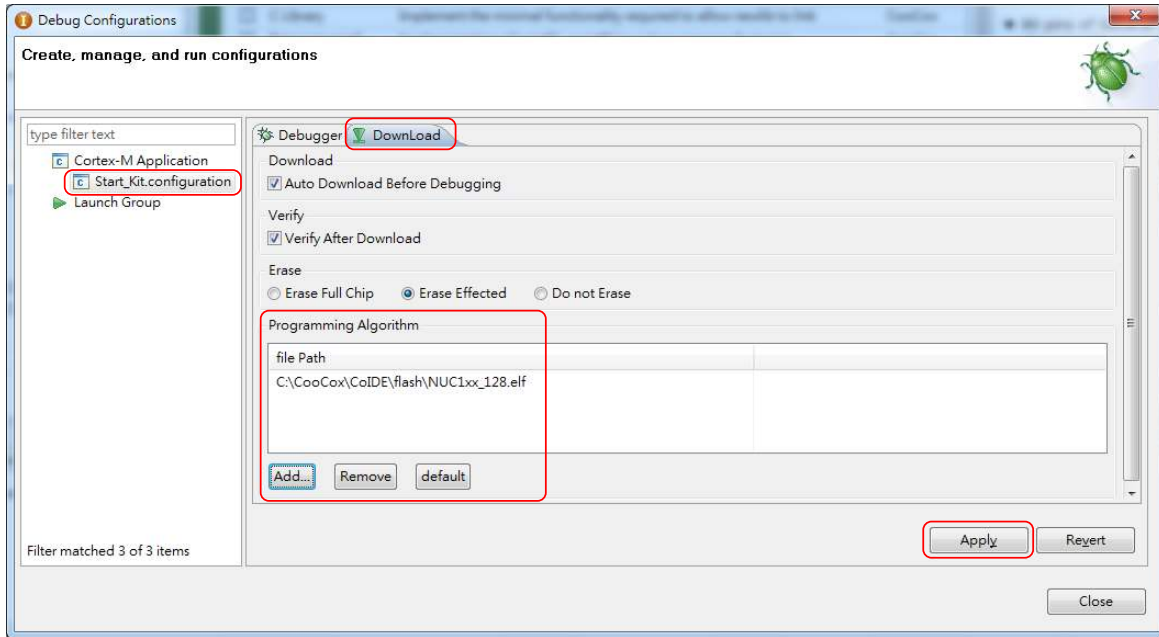 Debug Configurations
Create, manage, and run configurations
type filter text
Cortex-M Application
Start_Kit.configuration
Launch Group
Filter matched 3 of 3 items
Debugger
DownLoad
Download
Auto Download Before Debugging
Verify
Verify After Download
Erase
Erase Full Chip Erase Effected Do not Erase
Programming Algorithm
file Path
C:\CooCox\CoIDE\flash\NUC1xx_128.elf
Add... Remove default
Apply Revert
Close